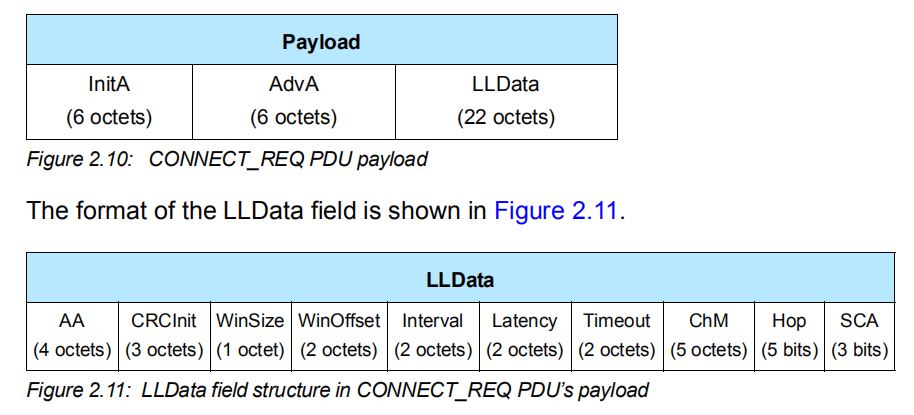 Payload
InitA AdvA LLData
(6 octets) (6 octets) (22 octets)
Figure 2.10: CONNECT_REQ PDU payload
The format of the LLData field is shown in Figure 2.11.
LLData
AA CRCInit WinSize WinOffset Interval Latency Timeout ChM Hop SCA
(4 octets) (3 octets) (1 octet) (2 octets) (2 octets) (2 octets) (2 octets) (5 octets) (5 bits) (3 bits)
Figure 2.11: LLData field structure in CONNECT_REQ PDU's payload